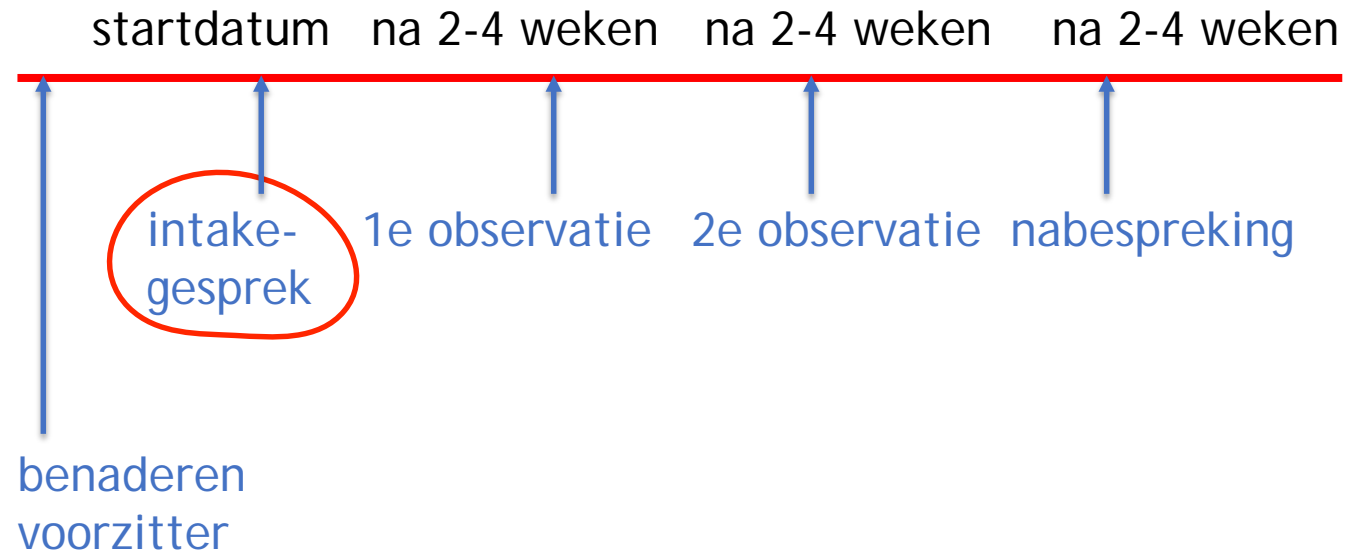 startdatum na 2-4 weken na 2-4 weken na 2-4 weken
intake- 1e observatie 2e observatie nabespreking
gesprek
benaderen
voorzitter